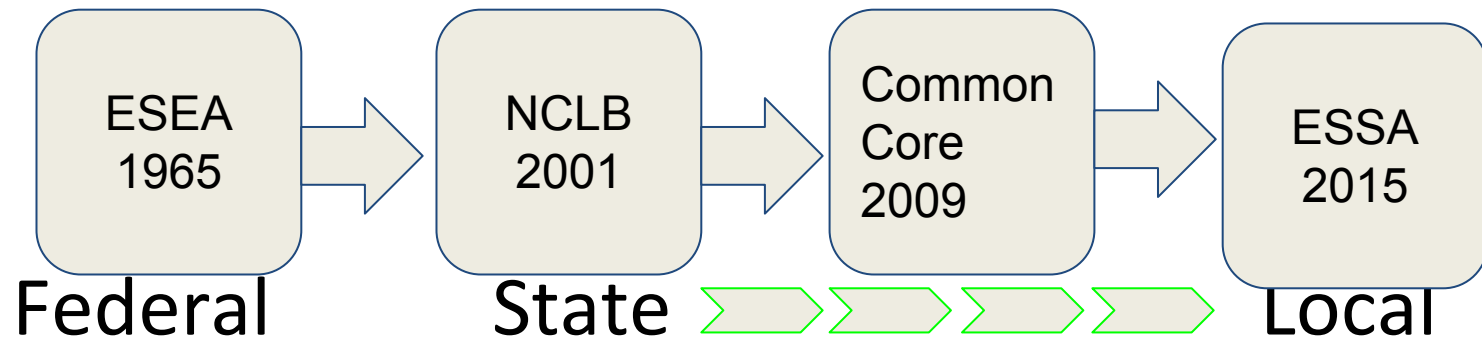 ESEA
1965
NCLB
2001
Common
Core
2009
ESSA
2015
Federal
State
Local